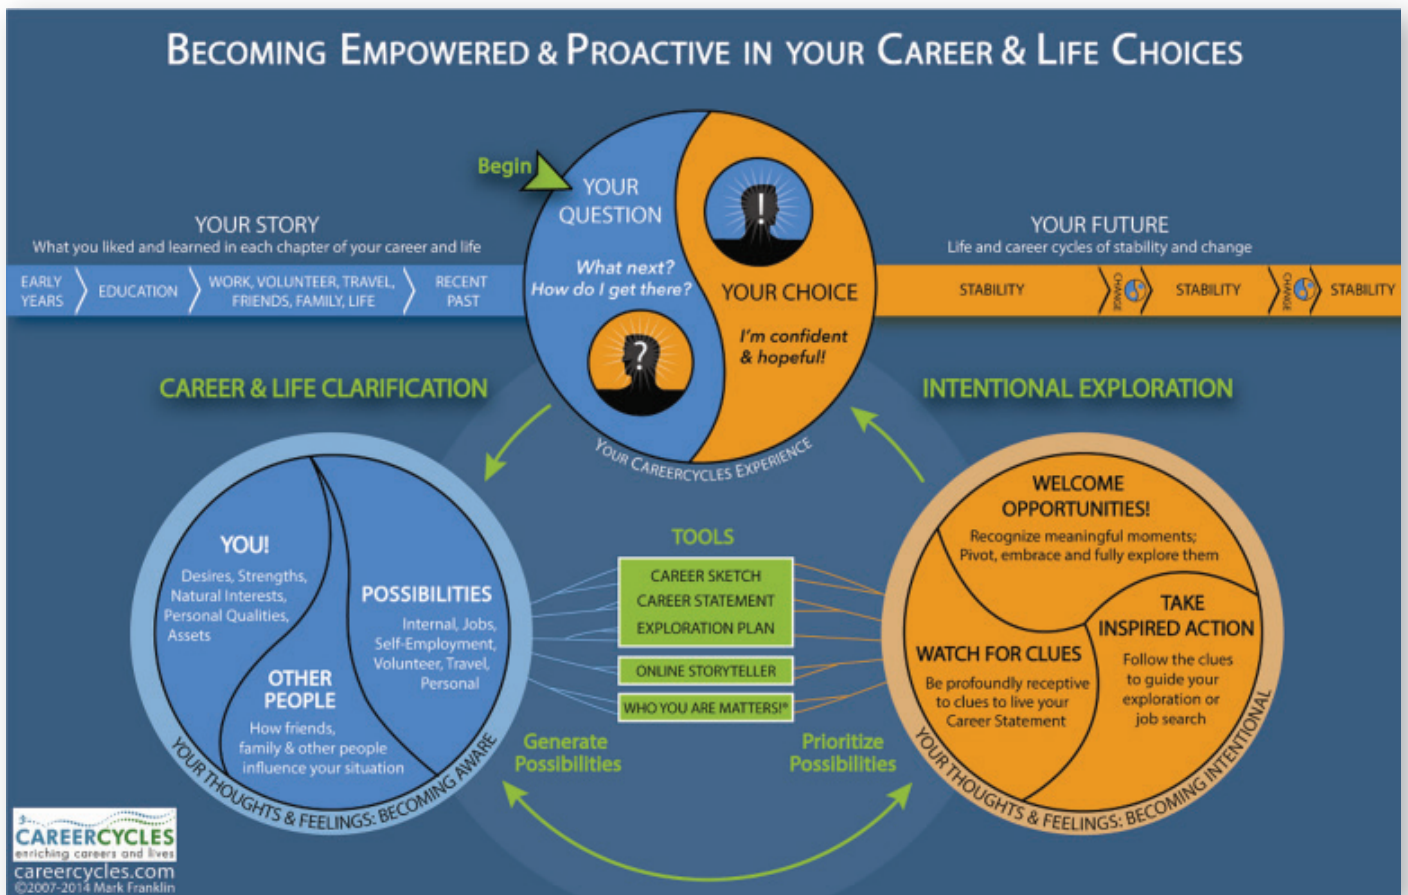 BECOMING EMPOWERED & PROACTIVE IN YOUR CAREER & LIFE CHOICES
Begin
YOUR
QUESTION
What next?
How do I get there?
?
!
YOUR CHOICE
I'm confident
& hopeful!
YOUR CAREERCYCLES EXPERIENCE
YOUR STORY
What you liked and learned in each chapter of your career and life
EARLY
YEARS
EDUCATION
WORK, VOLUNTEER, TRAVEL,
FRIENDS, FAMILY, LIFE
RECENT
PAST
YOUR FUTURE
Life and career cycles of stability and change
STABILITY
CHANGE
STABILITY
CHANGE
STABILITY
CAREER & LIFE CLARIFICATION
YOU!
Desires, Strengths,
Natural Interests,
Personal Qualities,
Assets
OTHER
PEOPLE
How friends,
family & other people
influence your situation
POSSIBILITIES
Internal, Jobs,
Self-Employment,
Volunteer, Travel,
Personal
YOUR THOUGHTS & FEELINGS: BECOMING AWARE
TOOLS
CAREER SKETCH
CAREER STATEMENT
EXPLORATION PLAN
ONLINE STORYTELLER
WHO YOU ARE MATTERS!®
Generate
Possibilities
Prioritize
Possibilities
INTENTIONAL EXPLORATION
WELCOME
OPPORTUNITIES!
Recognize meaningful moments;
Pivot, embrace and fully explore them
TAKE
INSPIRED ACTION
Follow the clues
to guide your
exploration or
job search
WATCH FOR CLUES
Be profoundly receptive
to clues to live your
Career Statement
YOUR THOUGHTS & FEELINGS: BECOMING INTENTIONAL
CAREERCYCLES
enriching careers and lives
careercycles.com
©2007-2014 Mark Franklin